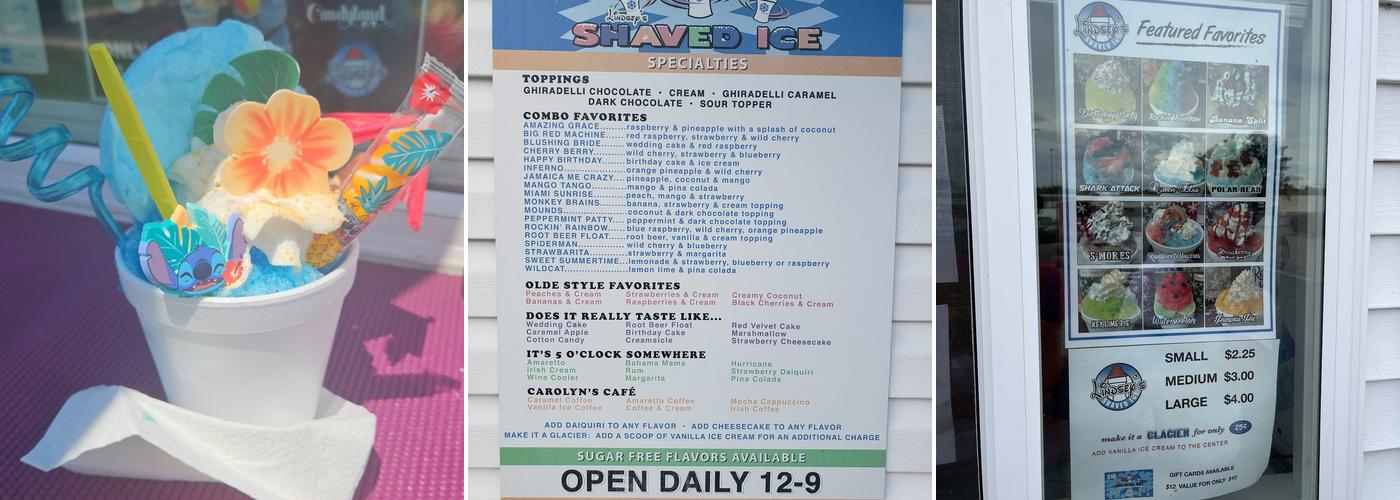 Candyland
Lindsey's
SHAVED ICE
SPECIALTIES
TOPPINGS
GHIRADELLI CHOCOLATE • CREAM • GHIRADELLI CARAMEL
DARK CHOCOLATE • SOUR TOPPER
COMBO FAVORITES
AMAZING GRACE........raspberry & pineapple with a splash of coconut
BIG RED MACHINE...... red raspberry, strawberry & wild cherry
BLUSHING BRIDE........wedding cake & red raspberry
CHERRY BERRY............wild cherry, strawberry & blueberry
HAPPY BIRTHDAY.........birthday cake & ice cream
INFERNO.......................orange pineapple & wild cherry
JAMAICA ME CRAZY.... pineapple, coconut & mango
MANGO TANGO............mango & pina colada
MIAMI SUNRISE............peach, mango & strawberry
MONKEY BRAINS..........banana, strawberry & cream topping
MOUNDS.......................coconut & dark chocolate topping
PEPPERMINT PATTY.... peppermint & dark chocolate topping
ROCKIN' RAINBOW......blue raspberry, wild cherry, orange pineapple
ROOT BEER FLOAT......root beer, vanilla & cream topping
SPIDERMAN.................. wild cherry & blueberry
STRAWBARITA..............strawberry & margarita
SWEET SUMMERTIME...lemonade & strawberry, blueberry or raspberry
WILDCAT.......................lemon lime & pina colada
OLDE STYLE FAVORITES
Peaches & Cream Strawberries & Cream Creamy Coconut
Bananas & Cream Raspberries & Cream Black Cherries & Cream
DOES IT REALLY TASTE LIKE...
Wedding Cake Root Beer Float Red Velvet Cake
Caramel Apple Birthday Cake Marshmallow
Cotton Candy Creamsicle Strawberry Cheesecake
IT'S 5 O'CLOCK SOMEWHERE
Amaretto Bahama Mama Hurricane
Irish Cream Rum Strawberry Daiquiri
Wine Cooler Margarita Pina Colada
CAROLYN'S CAFÉ
Caramel Coffee Amaretto Coffee Mocha Cappuccino
Vanilla Ice Coffee Coffee & Cream Irish Coffee
ADD DAIQUIRI TO ANY FLAVOR • ADD CHEESECAKE TO ANY FLAVOR
MAKE IT A GLACIER: ADD A SCOOP OF VANILLA ICE CREAM FOR AN ADDITIONAL CHARGE
SUGAR FREE FLAVORS AVAILABLE
OPEN DAILY 12-9
LINDSEY'S
SHAVED ICE
Featured Favorites
Birthday Party Rockin' Rainbow Banana Split
SHARK ATTACK Queen Elsa POLAR BEAR
S'MORES Rainbows & Unicorns Strawberry
KEY LIME PIE Watermelon Pumpkin Pie
LINDSEY'S
SHAVED ICE
SMALL $2.25
MEDIUM $3.00
LARGE $4.00
make it a GLACIER for only 25¢
ADD VANILLA ICE CREAM TO THE CENTER
$10
GIFT CARDS AVAILABLE
$12 VALUE FOR ONLY $10